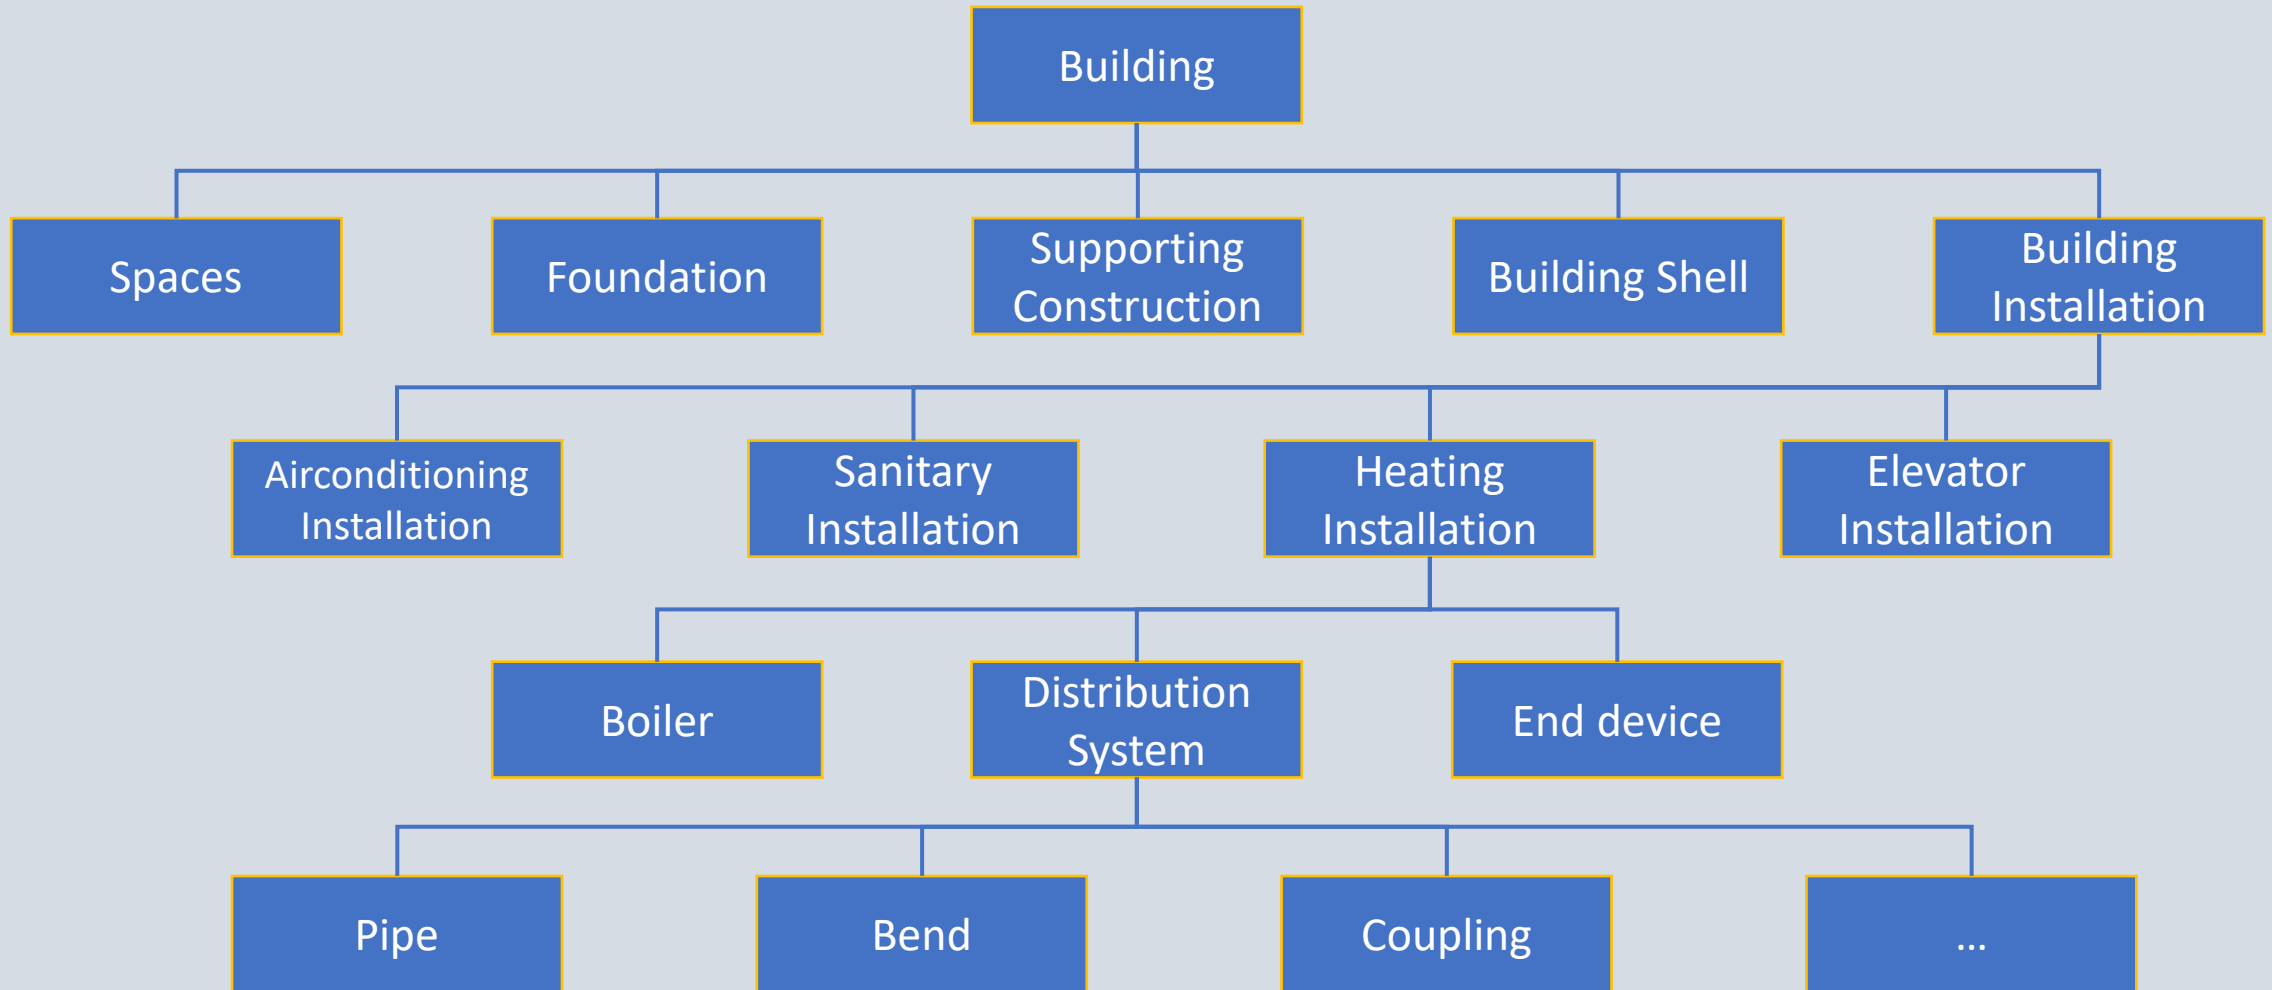 Building
Spaces
Foundation
Supporting
Construction
Building Shell
Building
Installation
Airconditioning
Installation
Sanitary
Installation
Heating
Installation
Elevator
Installation
Boiler
Distribution
System
End device
Pipe
Bend
Coupling
...